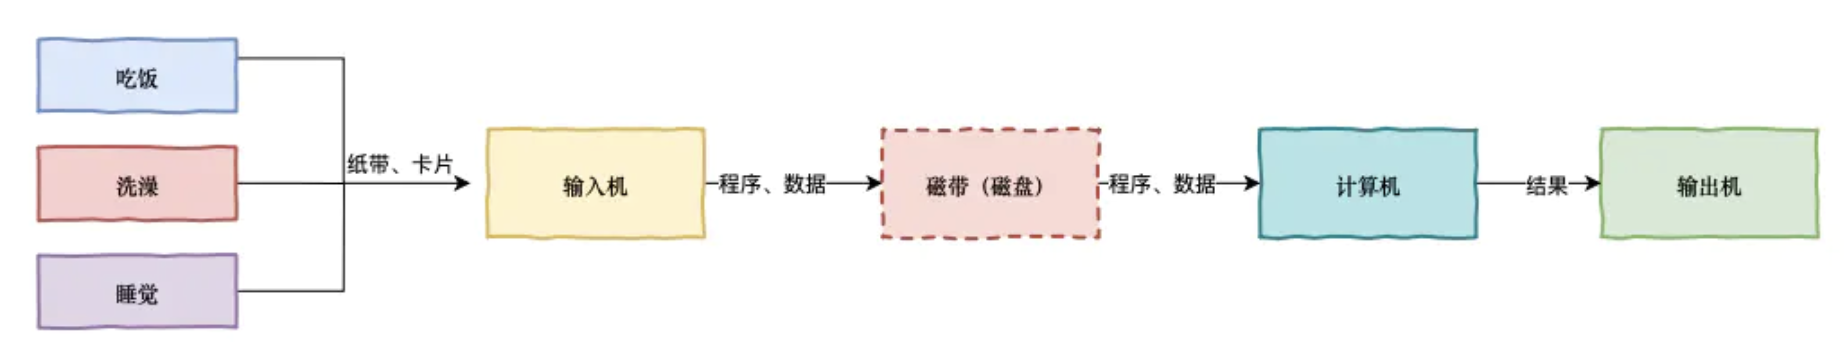 吃饭
洗澡
睡觉
纸带、卡片
输入机
程序、数据
磁带（磁盘）
程序、数据
计算机
结果
输出机